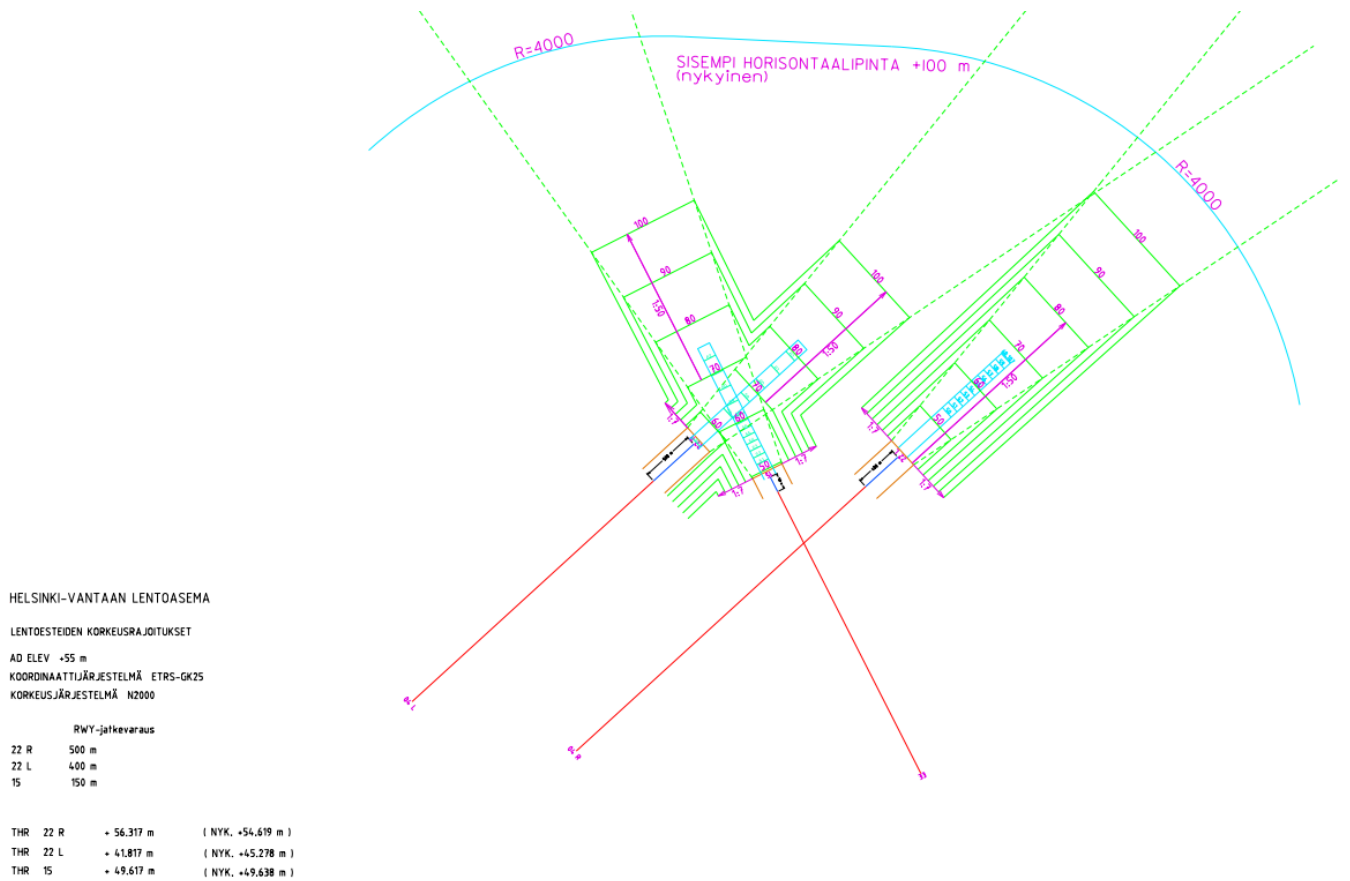 R=4000
SISEMPI HORISONTAALIPINTA +100 m
(nykyinen)
R=4000
100
90
80
70
1:50
100
90
80
70
60
1:50
100
90
80
70
60
50
1:50
1:7
1:7
1:7
1:7
1:7
04 L
04 R
33
HELSINKI-VANTAAN LENTOASEMA
LENTOESTEIDEN KORKEUSRAJOITUKSET
AD ELEV +55 m
KOORDINAATTIJÄRJESTELMÄ ETRS-GK25
KORKEUSJÄRJESTELMÄ N2000
RWY-jatkevaraus
22 R 500 m
22 L 400 m
15 150 m
THR 22 R + 56.317 m ( NYK. +54.619 m )
THR 22 L + 41.817 m ( NYK. +45.278 m )
THR 15 + 49.617 m ( NYK. +49.638 m )